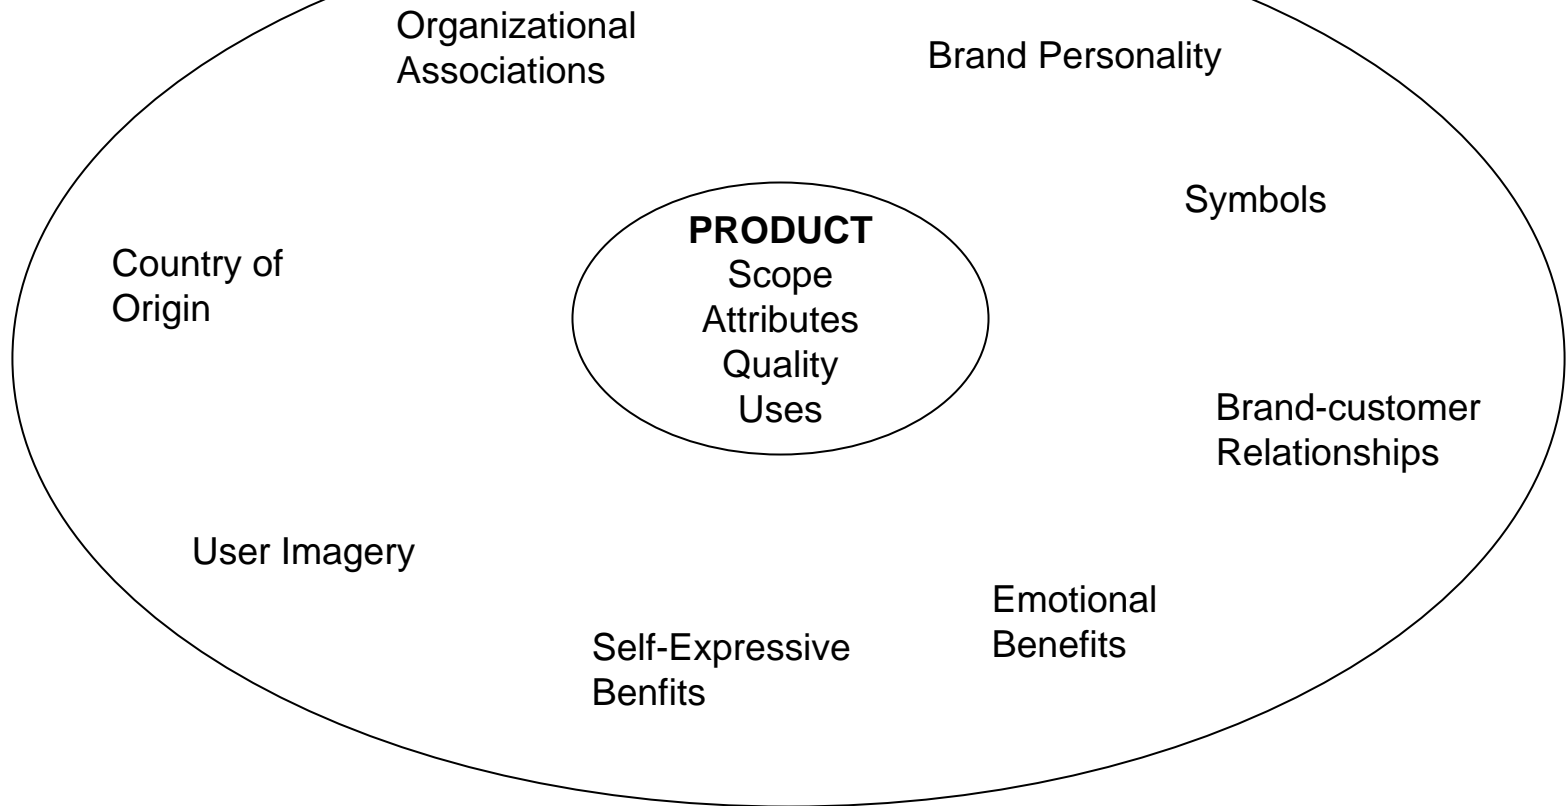 Organizational
Associations
Brand Personality
Symbols
PRODUCT
Scope
Attributes
Quality
Uses
Country of
Origin
Brand-customer
Relationships
User Imagery
Emotional
Benefits
Self-Expressive
Benfits